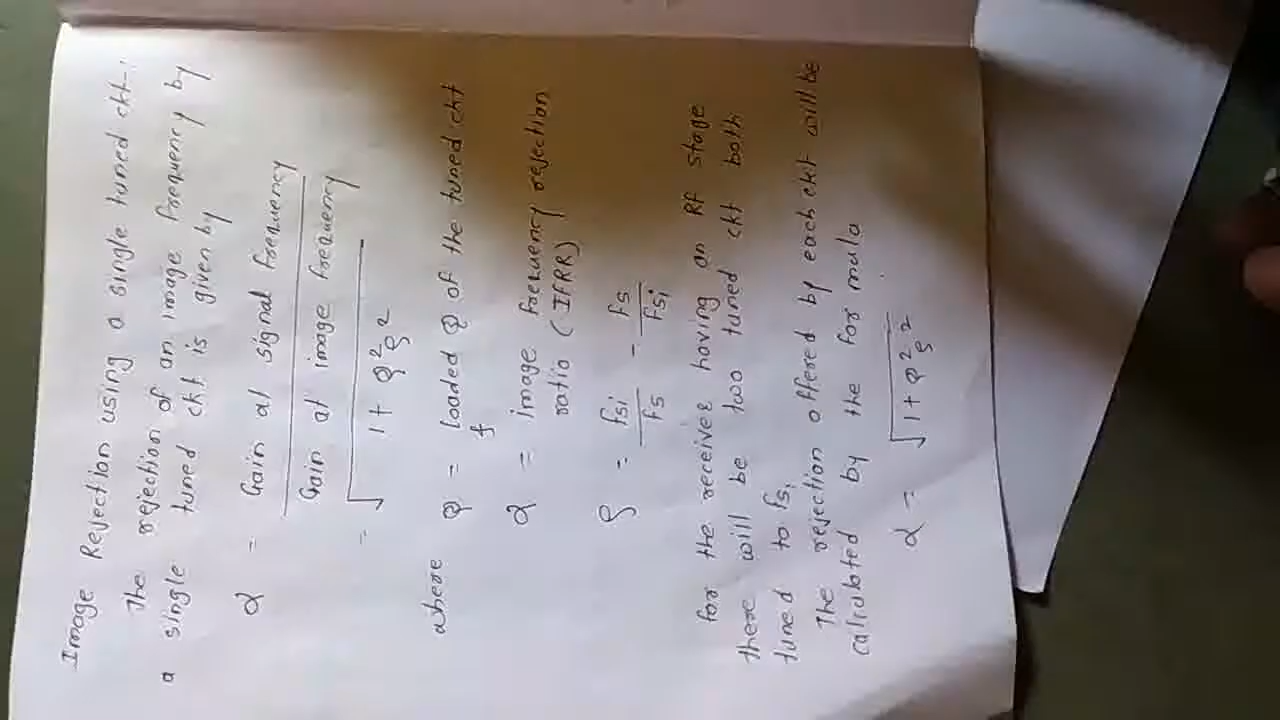 Image Rejection using a single tuned ckt:
The rejection of an image frequency by
a single tuned ckt is given by
α = Gain at signal frequency
Gain at image frequency
= √1 + Q²ρ²
where Q = loaded Q of the tuned ckt
α = image frequency rejection
ratio (IFRR)
ρ = fsi/fs - fs/fsi
for the receiver having an RF stage
there will be two tuned ckt both
tuned to fs,
The rejection offered by each ckt will be
calculated by the for mula
α = √1 + Q²ρ²